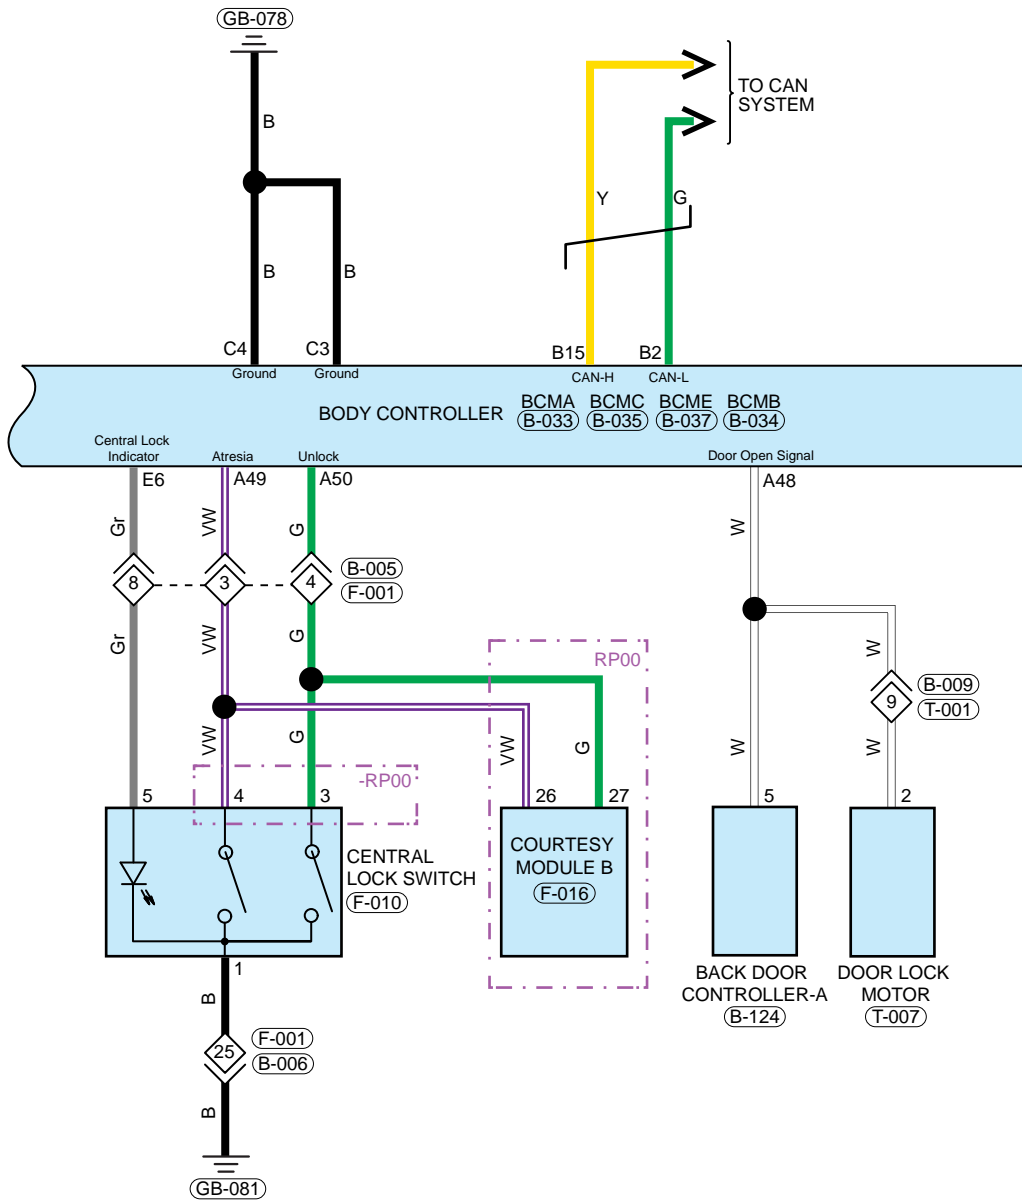 GB-078
B
B
B
TO CAN
SYSTEM
Y
G
C4
C3
B15
B2
Ground
Ground
CAN-H
CAN-L
BODY CONTROLLER
BCMA
BCMC
BCME
BCMB
B-033
B-035
B-037
B-034
Central Lock
Indicator
Atresia
Unlock
Door Open Signal
E6
A49
A50
A48
Gr
VW
G
W
8
3
4
B-005
F-001
Gr
VW
G
W
B-009
T-001
9
RP00
VW
G
VW
G
W
W
-RP00
5
4
3
26
27
5
2
CENTRAL
LOCK SWITCH
F-010
COURTESY
MODULE B
F-016
BACK DOOR
CONTROLLER-A
B-124
DOOR LOCK
MOTOR
T-007
1
B
25
F-001
B-006
B
GB-081